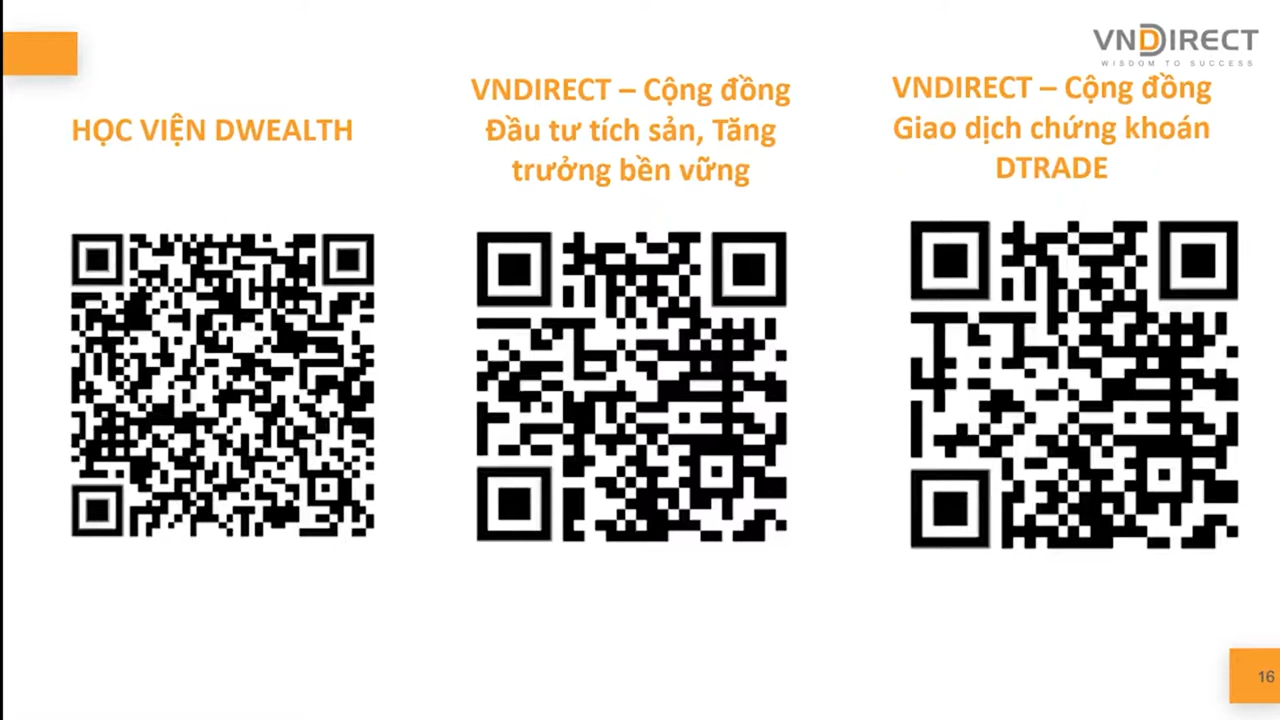 VNDIRECT
WISDOM TO SUCCESS
HỌC VIỆN DWEALTH
VNDIRECT – Cộng đồng
Đầu tư tích sản, Tăng
trưởng bền vững
VNDIRECT – Cộng đồng
Giao dịch chứng khoán
DTRADE
16